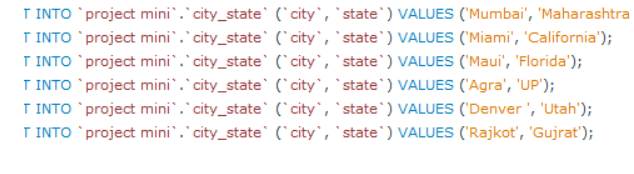 T INTO `project mini`.`city_state` (`city`, `state`) VALUES ('Mumbai', 'Maharashtra
T INTO `project mini`.`city_state` (`city`, `state`) VALUES ('Miami', 'California');
T INTO `project mini`.`city_state` (`city`, `state`) VALUES ('Maui', 'Florida');
T INTO `project mini`.`city_state` (`city`, `state`) VALUES ('Agra', 'UP');
T INTO `project mini`.`city_state` (`city`, `state`) VALUES ('Denver ', 'Utah');
T INTO `project mini`.`city_state` (`city`, `state`) VALUES ('Rajkot', 'Gujrat');